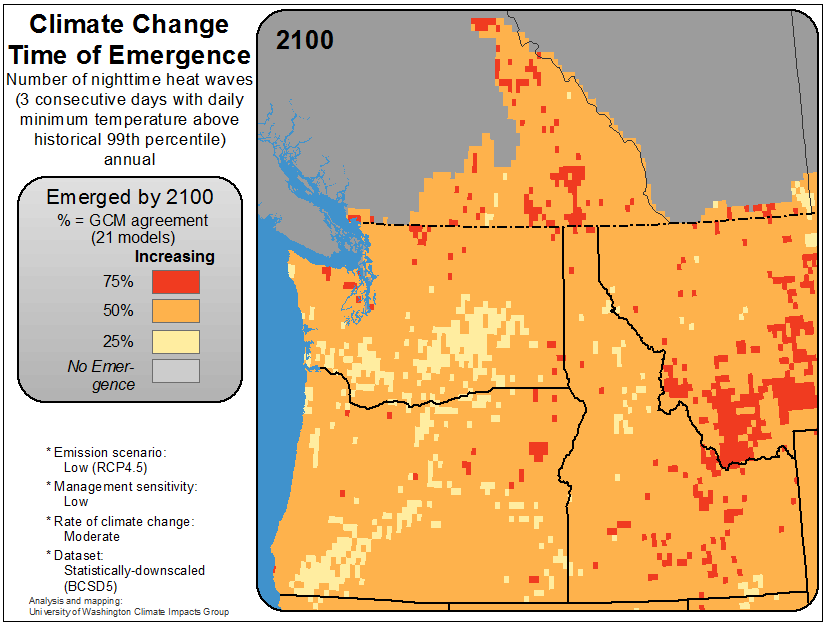 Climate Change
Time of Emergence
Number of nighttime heat waves
(3 consecutive days with daily
minimum temperature above
historical 99th percentile)
annual
2100
Emerged by 2100
% = GCM agreement
(21 models)
Increasing
75%
50%
25%
No Emer-
gence
* Emission scenario:
Low (RCP4.5)
* Management sensitivity:
Low
* Rate of climate change:
Moderate
* Dataset:
Statistically-downscaled
(BCSD5)
Analysis and mapping:
University of Washington Climate Impacts Group